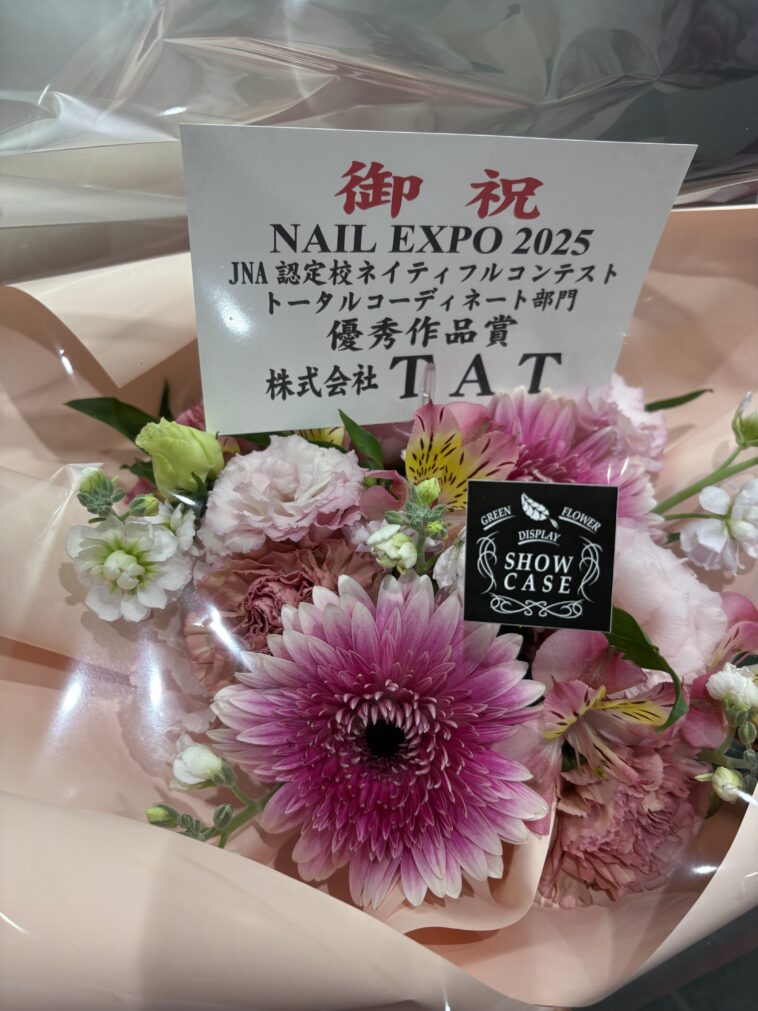 御 祝
NAIL EXPO 2025
JNA 認定校ネイティフルコンテスト
トータルコーディネート部門
優秀作品賞
株式会社 TAT
GREEN FLOWER
DISPLAY
SHOW
CASE